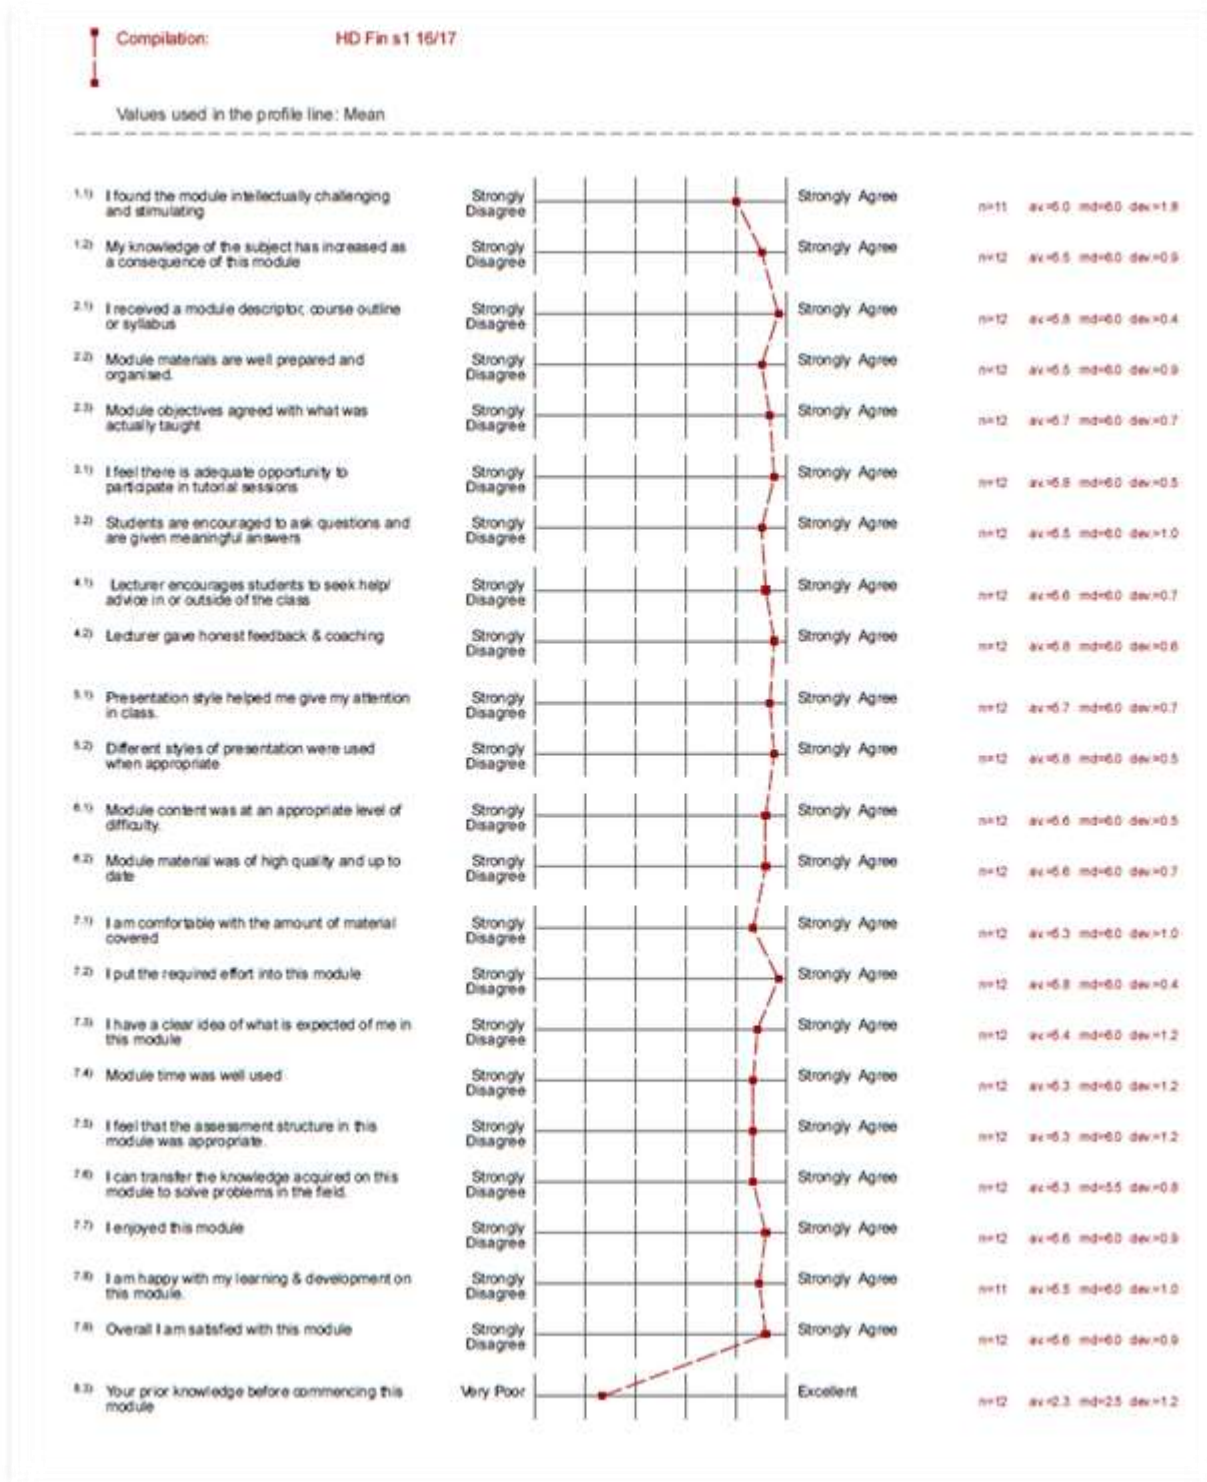 Compilation: HD Fin s1 16/17
Values used in the profile line: Mean
1.1) I found the module intellectually challenging and stimulating Strongly Disagree Strongly Agree n=11 av.=5.0 md=6.0 dev.=1.8
1.2) My knowledge of the subject has increased as a consequence of this module Strongly Disagree Strongly Agree n=12 av.=5.5 md=6.0 dev.=0.9
2.1) I received a module descriptor, course outline or syllabus Strongly Disagree Strongly Agree n=12 av.=5.8 md=6.0 dev.=0.4
2.2) Module materials are well prepared and organised. Strongly Disagree Strongly Agree n=12 av.=5.5 md=6.0 dev.=0.9
2.3) Module objectives agreed with what was actually taught Strongly Disagree Strongly Agree n=12 av.=5.7 md=6.0 dev.=0.7
3.1) I feel there is adequate opportunity to participate in tutorial sessions Strongly Disagree Strongly Agree n=12 av.=5.8 md=6.0 dev.=0.5
3.2) Students are encouraged to ask questions and are given meaningful answers Strongly Disagree Strongly Agree n=12 av.=5.5 md=6.0 dev.=1.0
4.1) Lecturer encourages students to seek help/ advice in or outside of the class Strongly Disagree Strongly Agree n=12 av.=5.6 md=6.0 dev.=0.7
4.2) Lecturer gave honest feedback & coaching Strongly Disagree Strongly Agree n=12 av.=5.8 md=6.0 dev.=0.6
5.1) Presentation style helped me give my attention in class. Strongly Disagree Strongly Agree n=12 av.=5.7 md=6.0 dev.=0.7
5.2) Different styles of presentation were used when appropriate Strongly Disagree Strongly Agree n=12 av.=5.8 md=6.0 dev.=0.5
6.1) Module content was at an appropriate level of difficulty. Strongly Disagree Strongly Agree n=12 av.=5.6 md=6.0 dev.=0.5
6.2) Module material was of high quality and up to date Strongly Disagree Strongly Agree n=12 av.=5.6 md=6.0 dev.=0.7
7.1) I am comfortable with the amount of material covered Strongly Disagree Strongly Agree n=12 av.=5.3 md=6.0 dev.=1.0
7.2) I put the required effort into this module Strongly Disagree Strongly Agree n=12 av.=5.8 md=6.0 dev.=0.4
7.3) I have a clear idea of what is expected of me in this module Strongly Disagree Strongly Agree n=12 av.=5.4 md=6.0 dev.=1.2
7.4) Module time was well used Strongly Disagree Strongly Agree n=12 av.=5.3 md=6.0 dev.=1.2
7.5) I feel that the assessment structure in this module was appropriate. Strongly Disagree Strongly Agree n=12 av.=5.3 md=6.0 dev.=1.2
7.6) I can transfer the knowledge acquired on this module to solve problems in the field. Strongly Disagree Strongly Agree n=12 av.=5.3 md=5.5 dev.=0.8
7.7) I enjoyed this module Strongly Disagree Strongly Agree n=12 av.=5.6 md=6.0 dev.=0.9
7.8) I am happy with my learning & development on this module. Strongly Disagree Strongly Agree n=11 av.=5.5 md=6.0 dev.=1.0
7.9) Overall I am satisfied with this module Strongly Disagree Strongly Agree n=12 av.=5.6 md=6.0 dev.=0.9
8.3) Your prior knowledge before commencing this module Very Poor Excellent n=12 av.=2.3 md=2.5 dev.=1.2